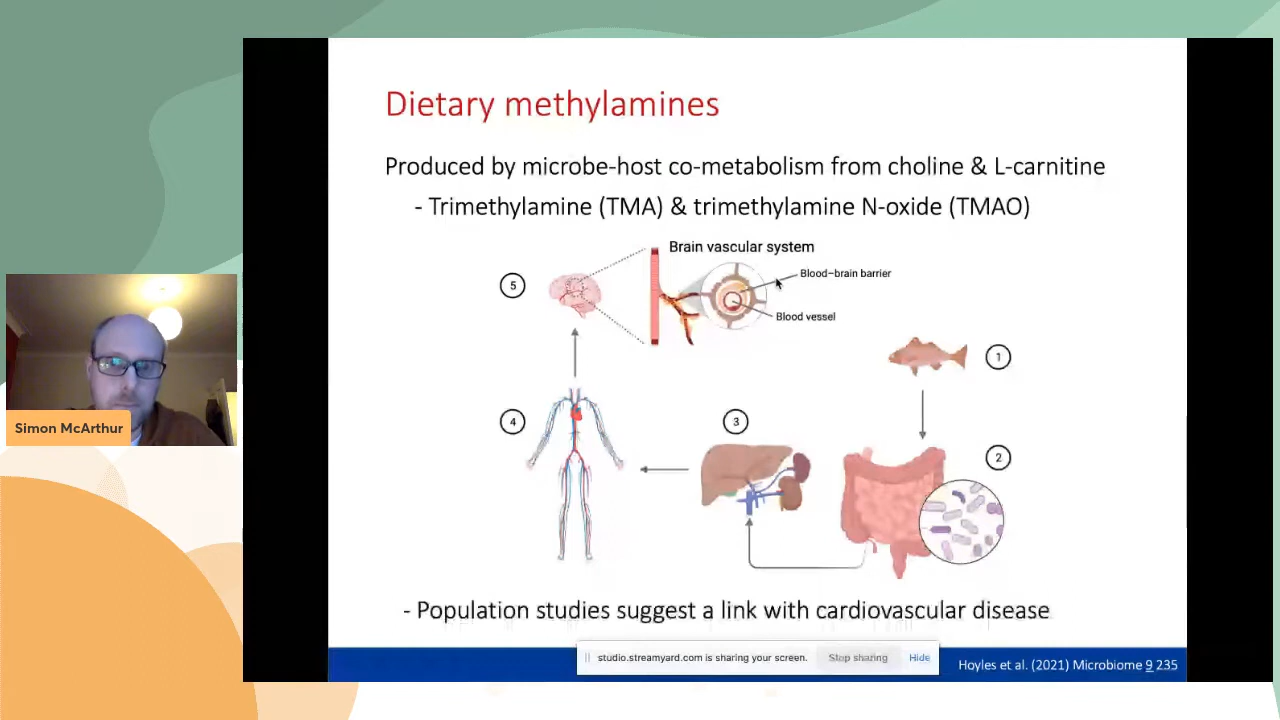 Dietary methylamines
Produced by microbe-host co-metabolism from choline & L-carnitine
- Trimethylamine (TMA) & trimethylamine N-oxide (TMAO)
Brain vascular system
5
Blood–brain barrier
Blood vessel
1
4
3
2
Simon McArthur
- Population studies suggest a link with cardiovascular disease
studio.streamyard.com is sharing your screen.
Stop sharing
Hide
Hoyles et al. (2021) Microbiome 9 235